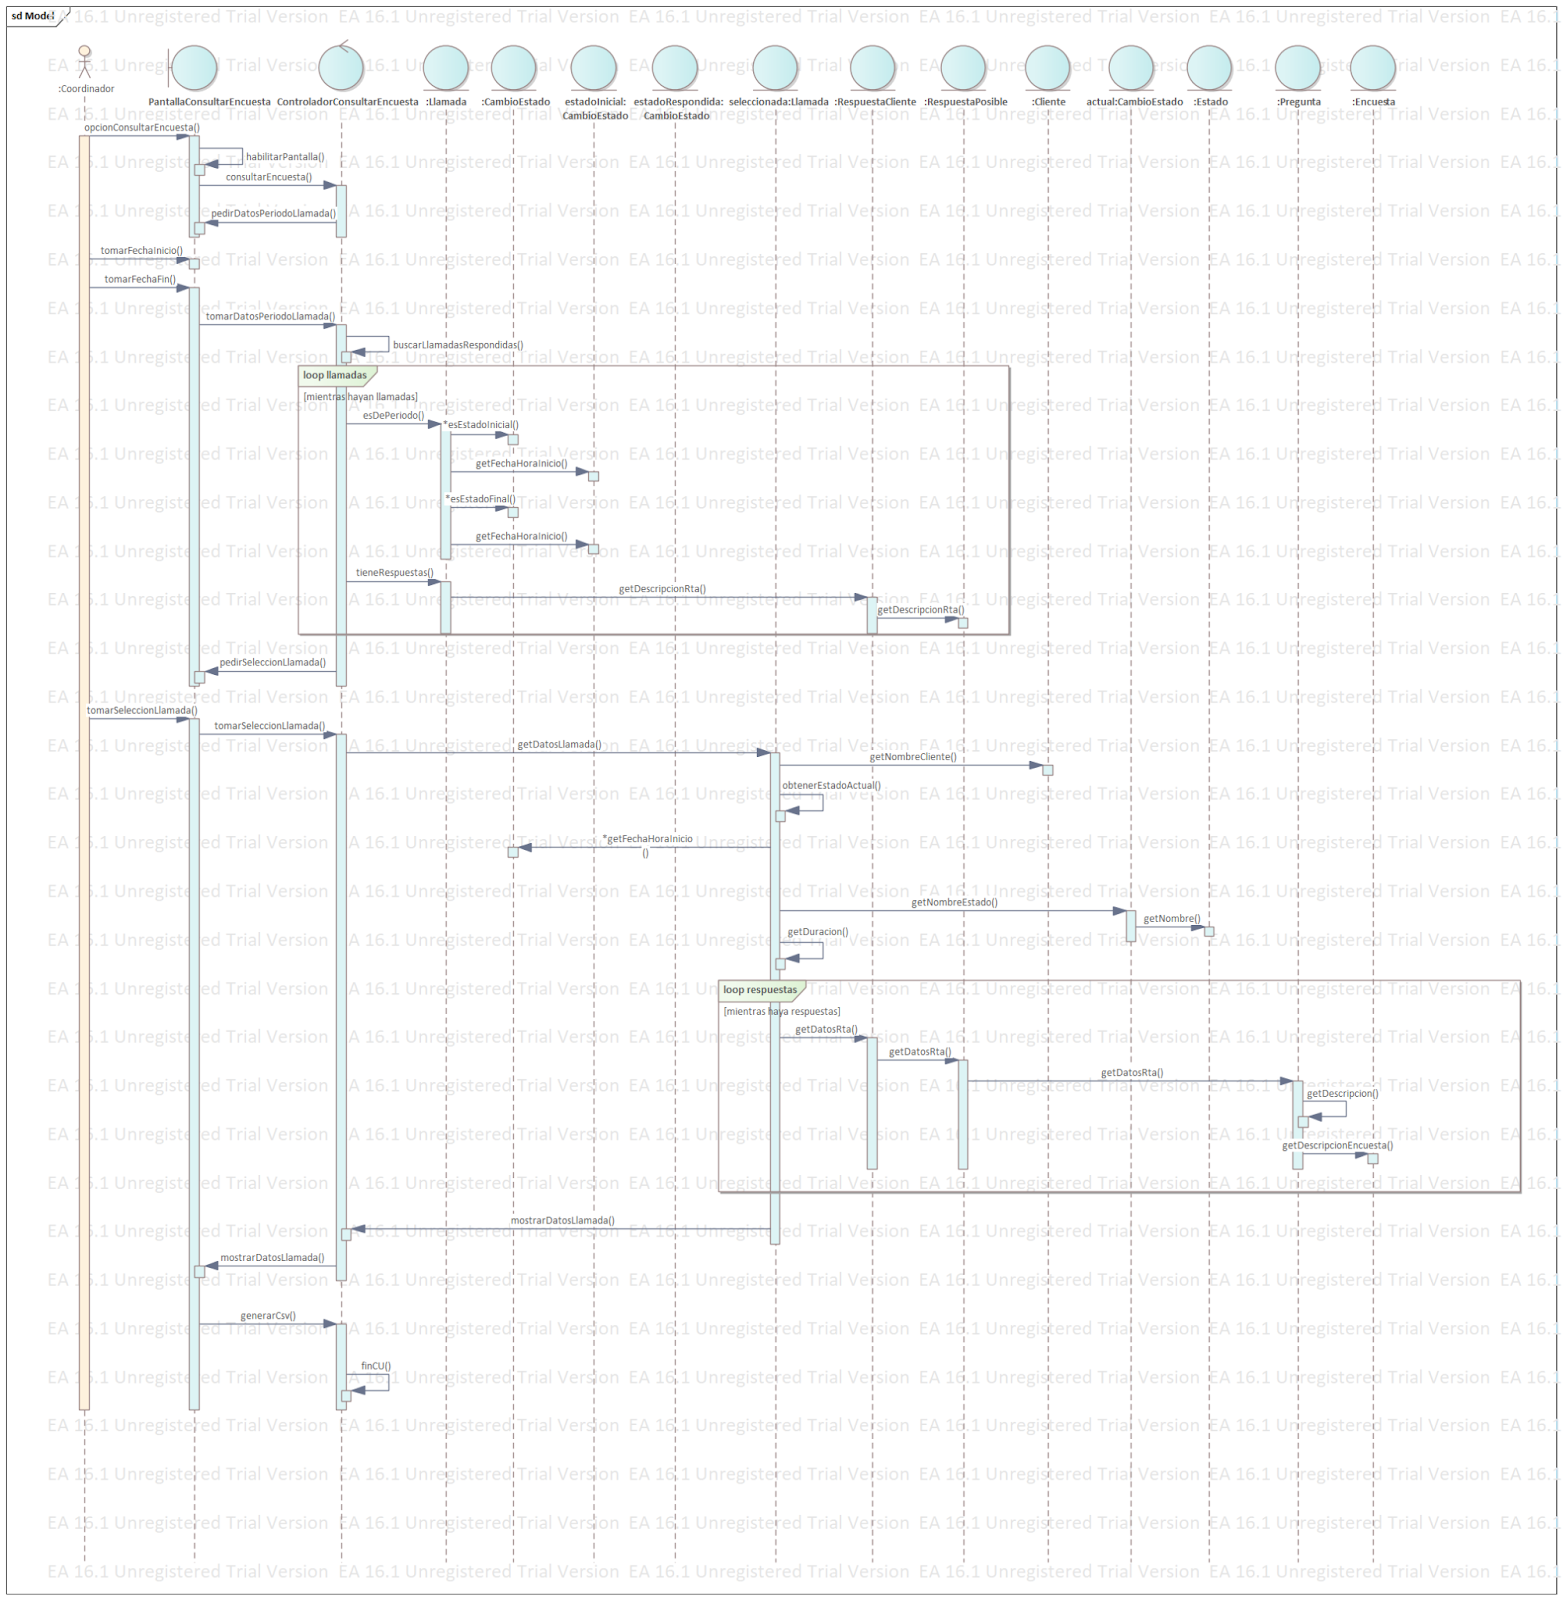 sd Model
:Coordinador
PantallaConsultarEncuesta
ControladorConsultarEncuesta
:Llamada
:CambioEstado
estadoInicial:
CambioEstado
estadoRespondida:
CambioEstado
seleccionada:Llamada
:RespuestaCliente
:RespuestaPosible
:Cliente
actual:CambioEstado
:Estado
:Pregunta
:Encuesta
opcionConsultarEncuesta()
habilitarPantalla()
consultarEncuesta()
pedirDatosPeriodoLlamada()
tomarFechaInicio()
tomarFechaFin()
tomarDatosPeriodoLlamada()
buscarLlamadasRespondidas()
loop llamadas
[mientras hayan llamadas]
esDePeriodo()
*esEstadoInicial()
getFechaHoraInicio()
*esEstadoFinal()
getFechaHoraInicio()
tieneRespuestas()
getDescripcionRta()
getDescripcionRta()
pedirSeleccionLlamada()
tomarSeleccionLlamada()
tomarSeleccionLlamada()
getDatosLlamada()
getNombreCliente()
obtenerEstadoActual()
*getFechaHoraInicio
()
getNombreEstado()
getNombre()
getDuracion()
loop respuestas
[mientras haya respuestas]
getDatosRta()
getDatosRta()
getDatosRta()
getDescripcion()
getDescripcionEncuesta()
mostrarDatosLlamada()
mostrarDatosLlamada()
generarCsv()
finCU()
EA 16.1 Unregistered Trial Version